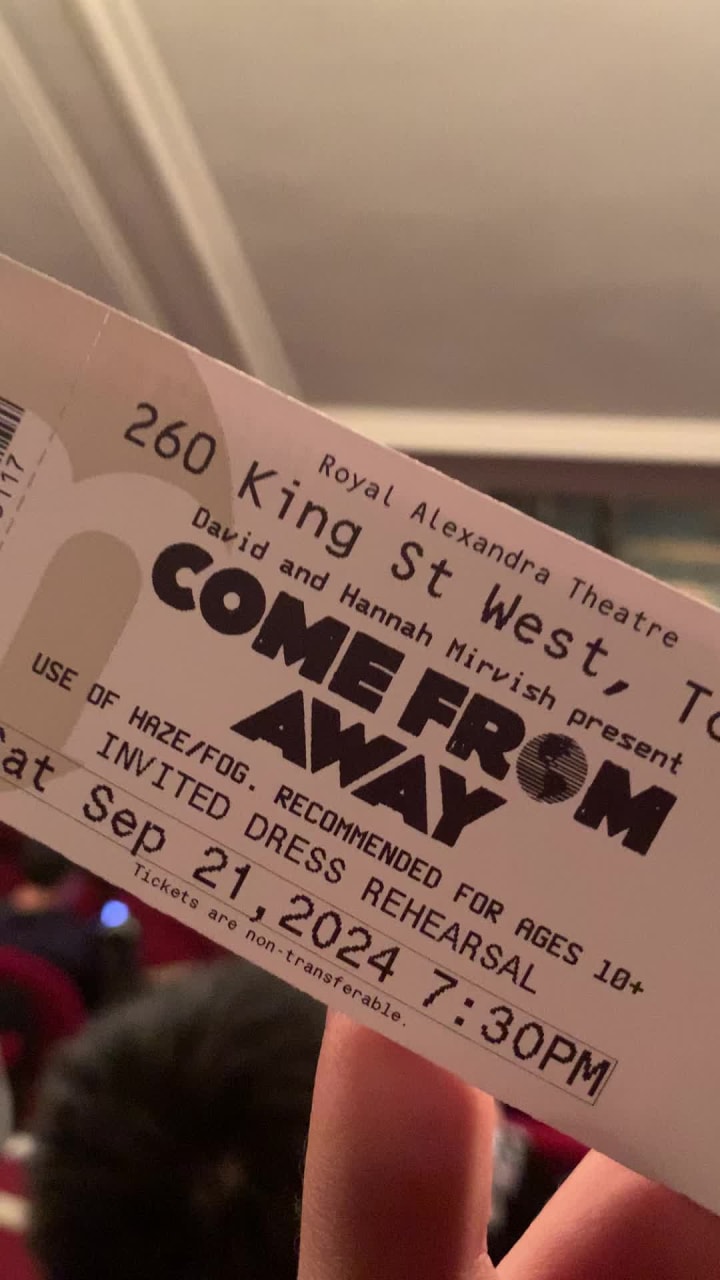 Royal Alexandra Theatre
260 King St West,
David and Hannah Mirvish present
COME FROM
AWAY
USE OF HAZE/FOG. RECOMMENDED FOR AGES 10+
INVITED DRESS REHEARSAL
Sat Sep 21,2024 7:30PM
Tickets are non-transferable.